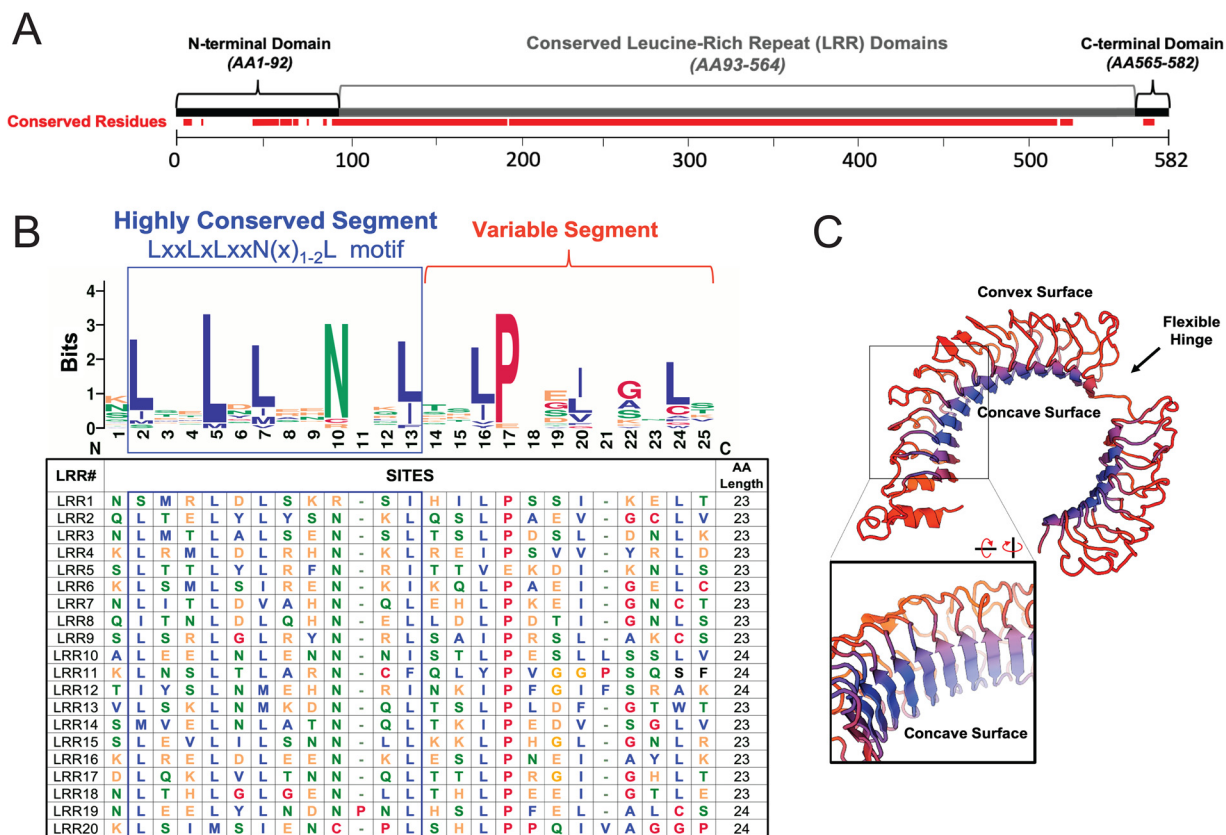 A
N-terminal Domain
(AA1-92)
Conserved Leucine-Rich Repeat (LRR) Domains
(AA93-564)
C-terminal Domain
(AA565-582)
Conserved Residues
0 100 200 300 400 500 582
B
Highly Conserved Segment
LxxLxLxxN(x)1-2L motif
Variable Segment
Bits
4
3
2
1
0
N 1 2 3 4 5 6 7 8 9 10 11 12 13 14 15 16 17 18 19 20 21 22 23 24 25 C
LRR# SITES AA Length
LRR1 N S M R L D L S K R - S I H I L P S S I - K E L T 23
LRR2 Q L T E L Y L Y S N - K L Q S L P A E V - G C L V 23
LRR3 N L M T L A L S E N - S L T S L P D S L - D N L K 23
LRR4 K L R M L D L R H N - K L R E I P S V V - Y R L D 23
LRR5 S L T T L Y L R F N - R I T T V E K D I - K N L S 23
LRR6 K L S M L S I R E N - K I K Q L P A E I - G E L C 23
LRR7 N L I T L D V A H N - Q L E H L P K E I - G N C T 23
LRR8 Q I T N L D L Q H N - E L L D L P D T I - G N L S 23
LRR9 S L S R L G L R Y N - R L S A I P R S L - A K C S 23
LRR10 A L E E L N L E N N - N I S T L P E S L L S S L V 24
LRR11 K L N S L T L A R N - C F Q L Y P V G G P S Q S F 24
LRR12 T I Y S L N M E H N - R I N K I P F G I F S R A K 24
LRR13 V L S K L N M K D N - Q L T S L P L D F - G T W T 23
LRR14 S M V E L N L A T N - Q L T K I P E D V - S G L V 23
LRR15 S L E V L I L S N N - L L K K L P H G L - G N L R 23
LRR16 K L R E L D L E E N - K L E S L P N E I - A Y L K 23
LRR17 D L Q K L V L T N N - Q L T T L P R G I - G H L T 23
LRR18 N L T H L G L G E N - L L T H L P E E I - G T L E 23
LRR19 N L E E L Y L N D N P N L H S L P F E L - A L C S 24
LRR20 K L S I M S I E N C - P L S H L P P Q I V A G G P 24
C
Convex Surface
Flexible
Hinge
Concave Surface
Concave Surface